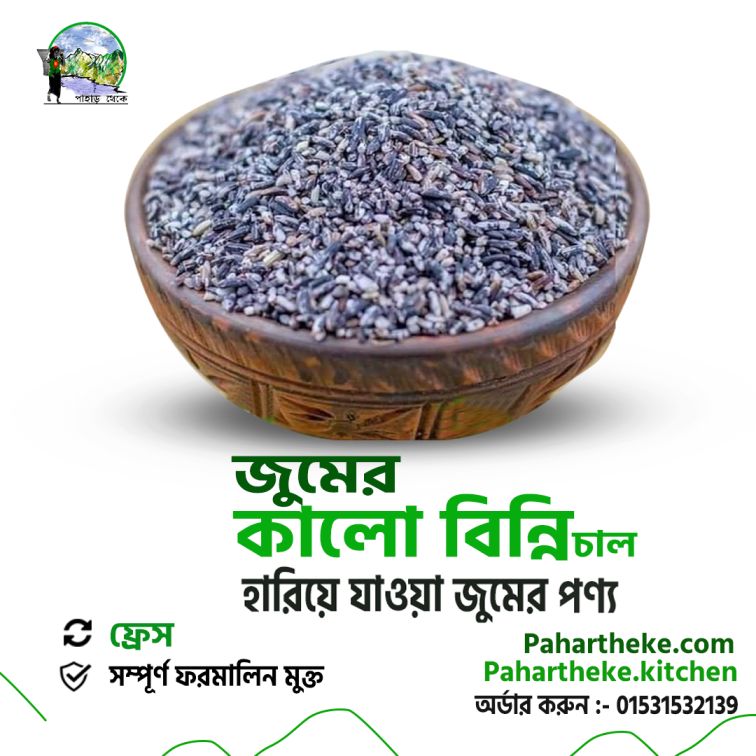 পাহাড় থেকে
জুমের
কালো বিন্নি চাল
হারিয়ে যাওয়া জুমের পণ্য
ফ্রেস
সম্পূর্ণ ফরমালিন মুক্ত
Pahartheke.com
Pahartheke.kitchen
অর্ডার করুন :- 01531532139